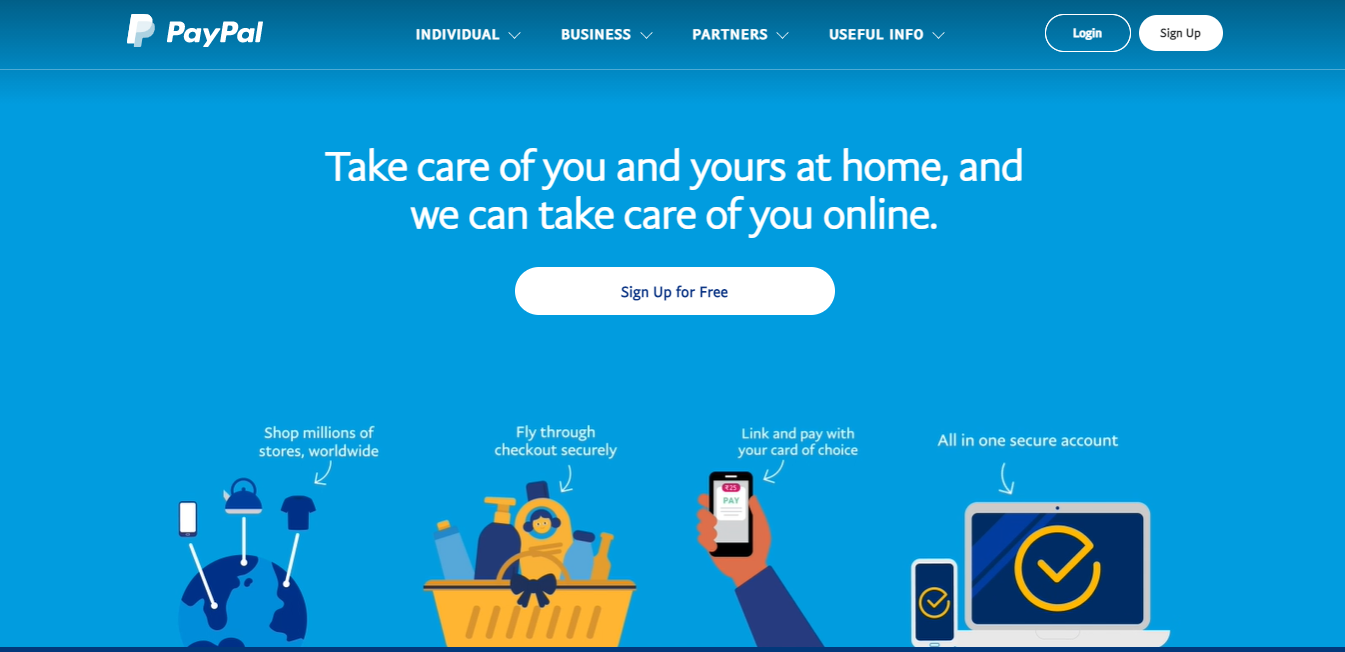 PayPal
INDIVIDUAL
BUSINESS
PARTNERS
USEFUL INFO
Login
Sign Up
Take care of you and yours at home, and
we can take care of you online.
Sign Up for Free
Shop millions of
stores, worldwide
Fly through
checkout securely
Link and pay with
your card of choice
All in one secure account
₹25
PAY